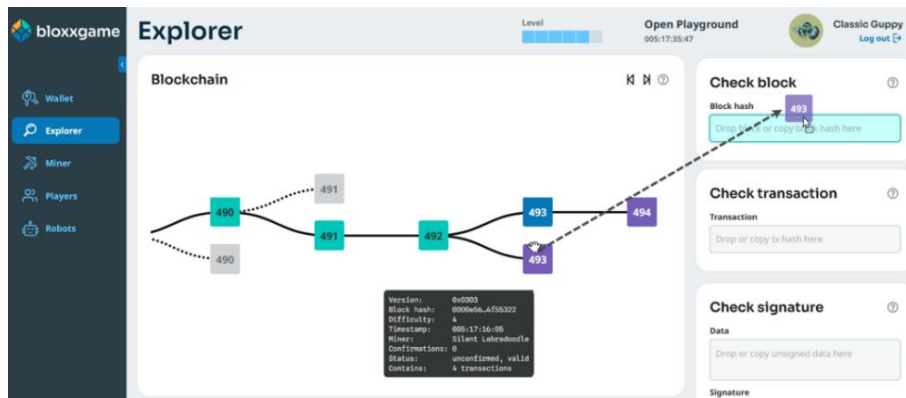 bloxxgame
Explorer
Level
Open Playground
005:17:35:47
Classic Guppy
Log out
Wallet
Explorer
Miner
Players
Robots
Blockchain
490
491
490
491
492
493
494
493
Version: 0x0303
Block hash: 0000e56…4f55322
Difficulty: 4
Timestamp: 005:17:16:05
Miner: Silent Labradoodle
Confirmations: 0
Status: unconfirmed, valid
Contains: 4 transactions
Check block
Block hash
493
Drop block or copy block hash here
Check transaction
Transaction
Drop or copy tx hash here
Check signature
Data
Drop or copy unsigned data here
Signature